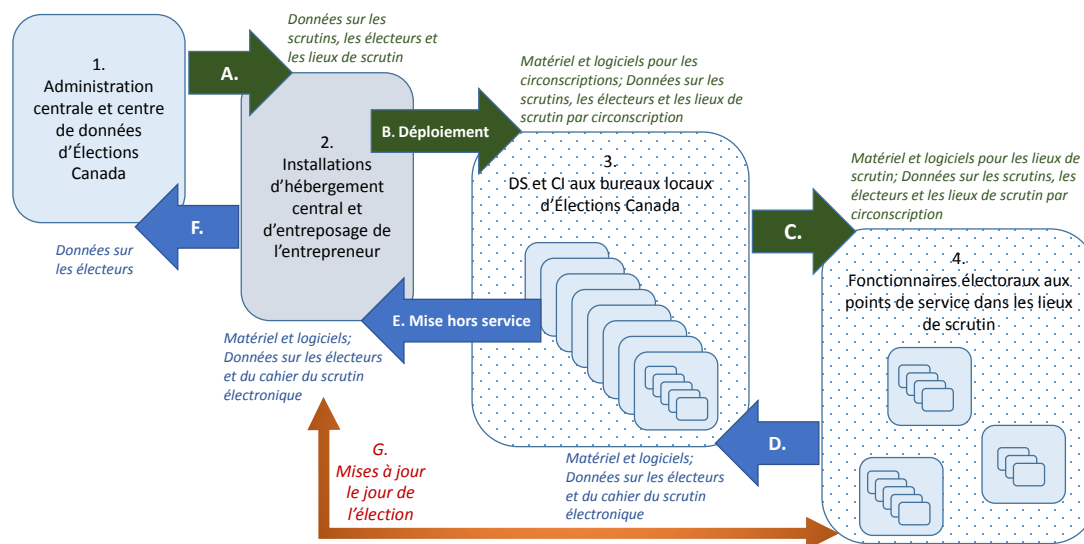 1.
Administration
centrale et centre
de données
d’Élections
Canada
A.
Données sur les
scrutins, les électeurs et
les lieux de scrutin
F.
Données sur
les électeurs
2.
Installations
d’hébergement
central et
d’entreposage de
l’entrepreneur
B. Déploiement
Matériel et logiciels pour les
circonscriptions; Données sur les
scrutins, les électeurs et les lieux de
scrutin par circonscription
E. Mise hors service
Matériel et logiciels;
Données sur les électeurs
et du cahier du scrutin
électronique
3.
DS et CI aux bureaux locaux
d’Élections Canada
C.
Matériel et logiciels pour les lieux de
scrutin; Données sur les scrutins, les
électeurs et les lieux de scrutin par
circonscription
D.
Matériel et logiciels;
Données sur les électeurs
et du cahier du scrutin
électronique
4.
Fonctionnaires électoraux aux
points de service dans les lieux
de scrutin
G.
Mises à jour
le jour de
l’élection